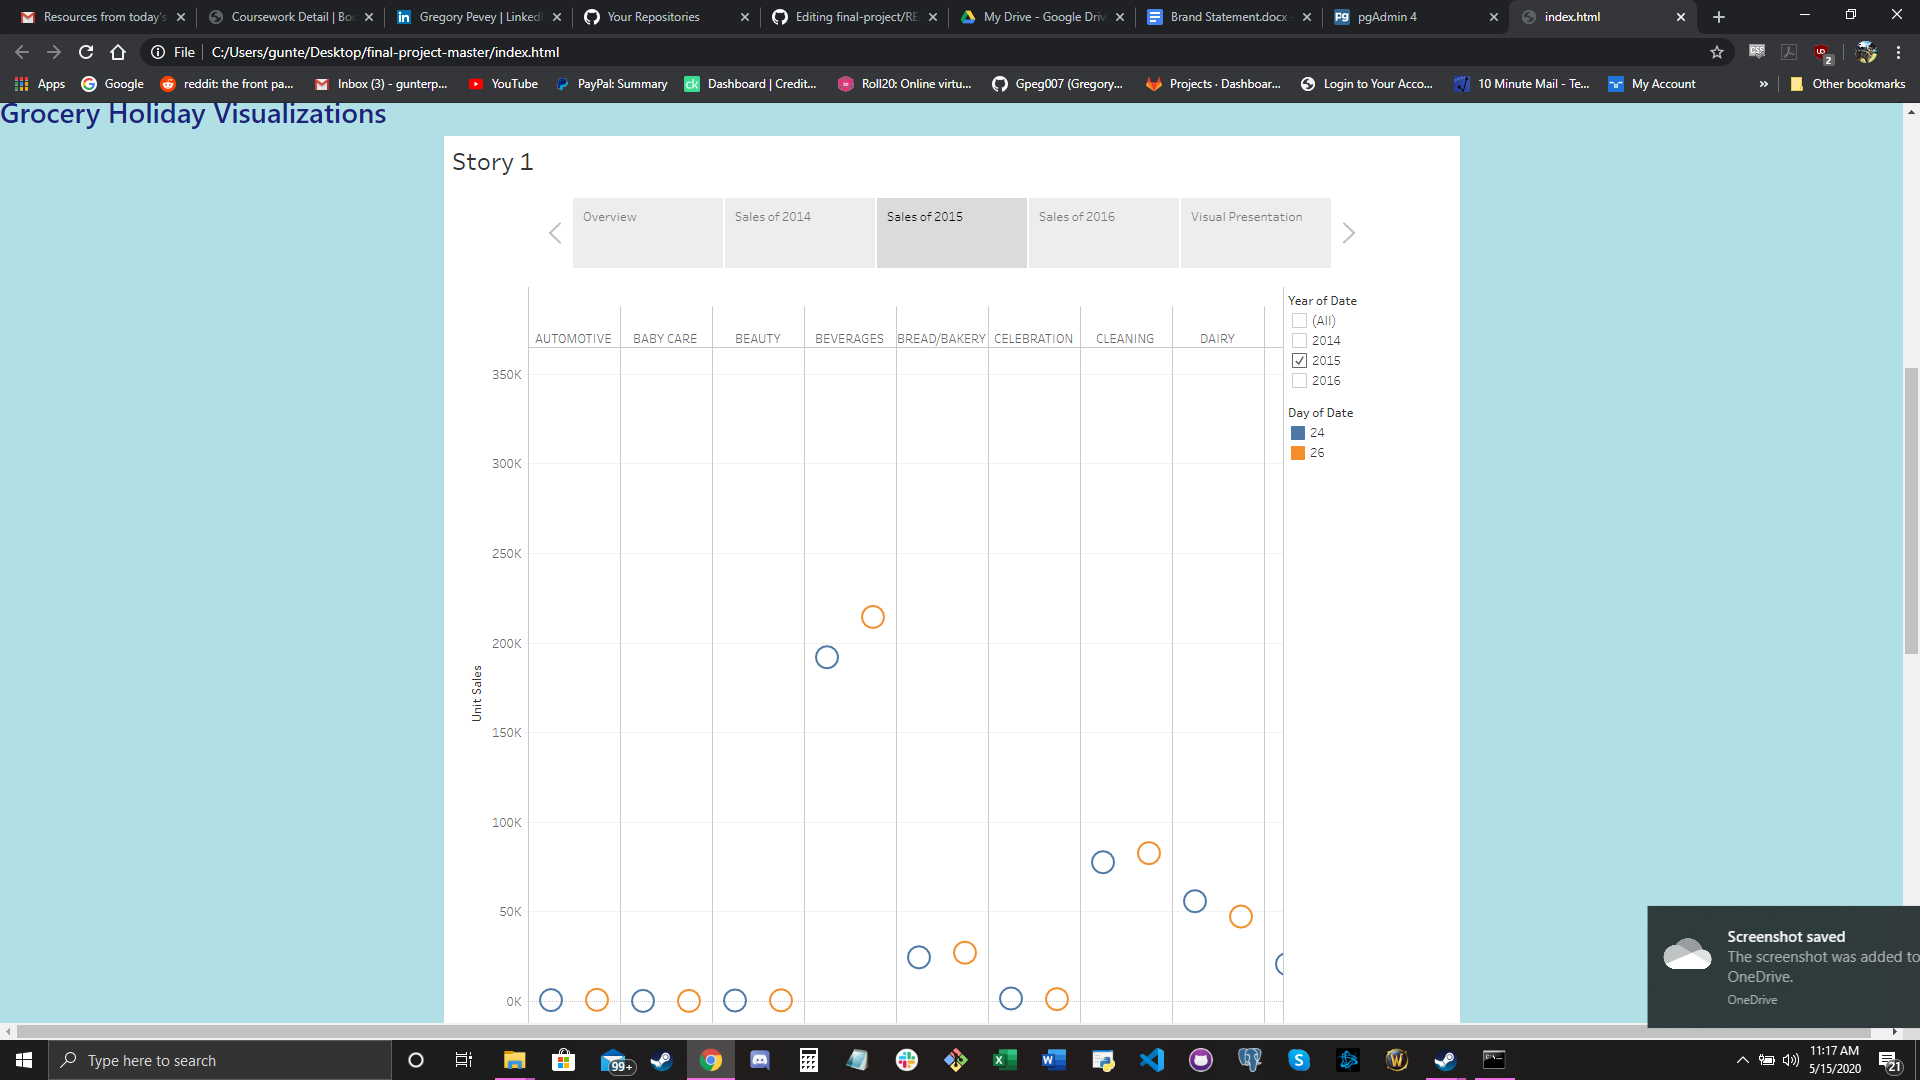 Resources from today's
Coursework Detail | Boo
Gregory Pevey | LinkedI
Your Repositories
Editing final-project/RE
My Drive - Google Driv
Brand Statement.docx -
pgAdmin 4
index.html
File
C:/Users/gunte/Desktop/final-project-master/index.html
CSP
2
Apps
Google
reddit: the front pa...
Inbox (3) - gunterp...
YouTube
PayPal: Summary
Dashboard | Credit...
Roll20: Online virtu...
Gpeg007 (Gregory...
Projects · Dashboar...
Login to Your Acco...
10 Minute Mail - Te...
My Account
»
Other bookmarks
Grocery Holiday Visualizations
Story 1
Overview
Sales of 2014
Sales of 2015
Sales of 2016
Visual Presentation
AUTOMOTIVE
BABY CARE
BEAUTY
BEVERAGES
BREAD/BAKERY
CELEBRATION
CLEANING
DAIRY
350K
300K
250K
200K
150K
100K
50K
0K
Unit Sales
Year of Date
(All)
2014
2015
2016
Day of Date
24
26
Screenshot saved
The screenshot was added to
OneDrive.
OneDrive
Type here to search
99+
11:17 AM
5/15/2020
21